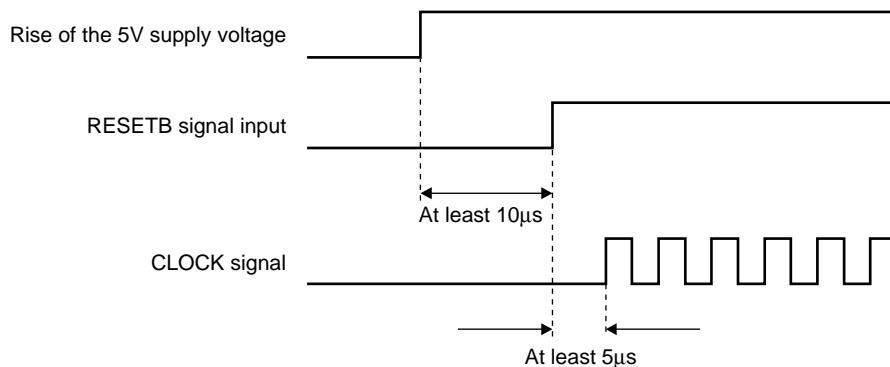 Rise of the 5V supply voltage
RESETB signal input
At least 10μs
CLOCK signal
At least 5μs